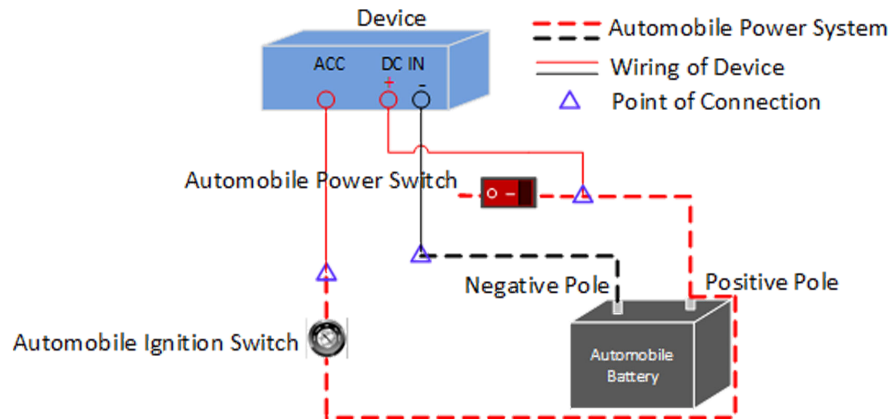 Device
Automobile Power System
ACC DC IN
+ -
Wiring of Device
Point of Connection
Automobile Power Switch
Negative Pole
Positive Pole
Automobile Ignition Switch
Automobile
Battery